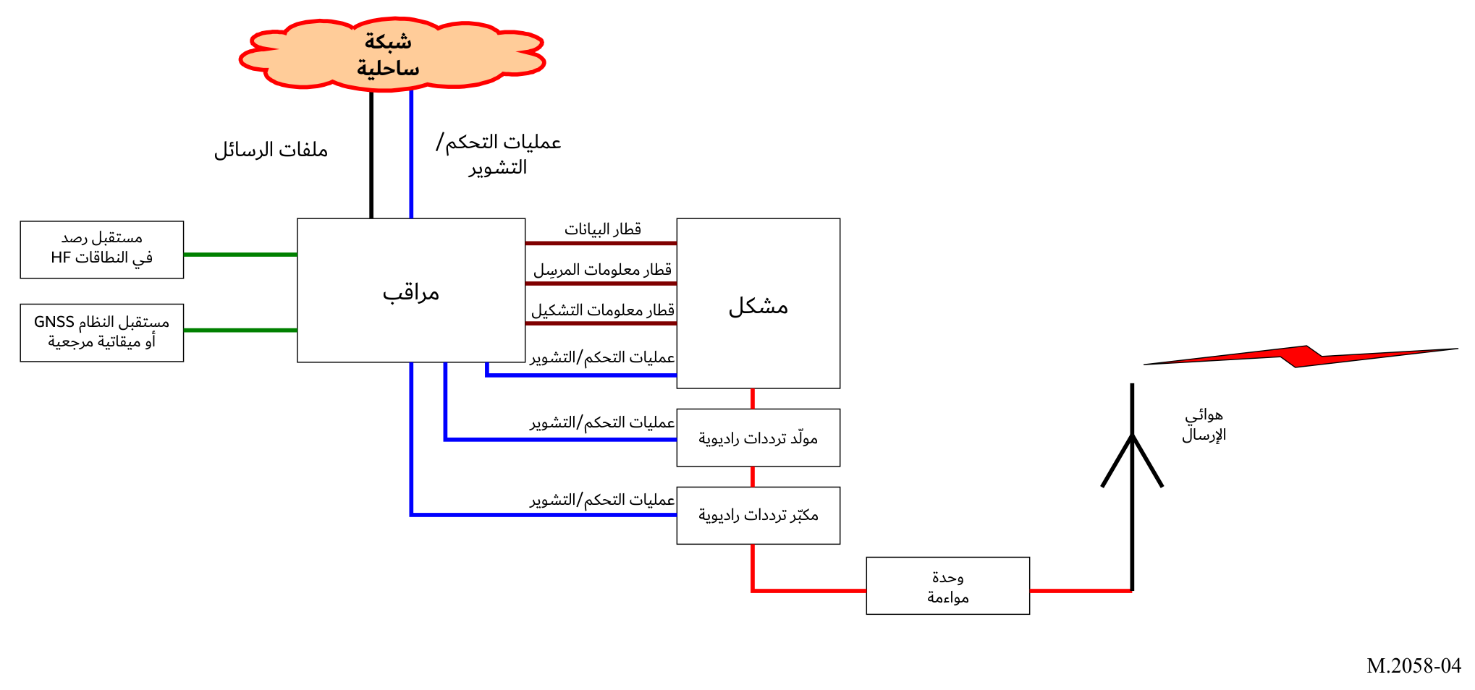 شبكة
ساحلية
ملفات الرسائل
عمليات التحكم/
التشوير
مستقبل رصد
في النطاقات HF
مستقبل النظام GNSS
أو ميقاتية مرجعية
مراقب
قطار البيانات
قطار معلومات المرسِل
قطار معلومات التشكيل
عمليات التحكم/التشوير
مشكل
عمليات التحكم/التشوير
مولّد ترددات راديوية
عمليات التحكم/التشوير
مكبّر ترددات راديوية
وحدة
مواءمة
هوائي
الإرسال
M.2058-04